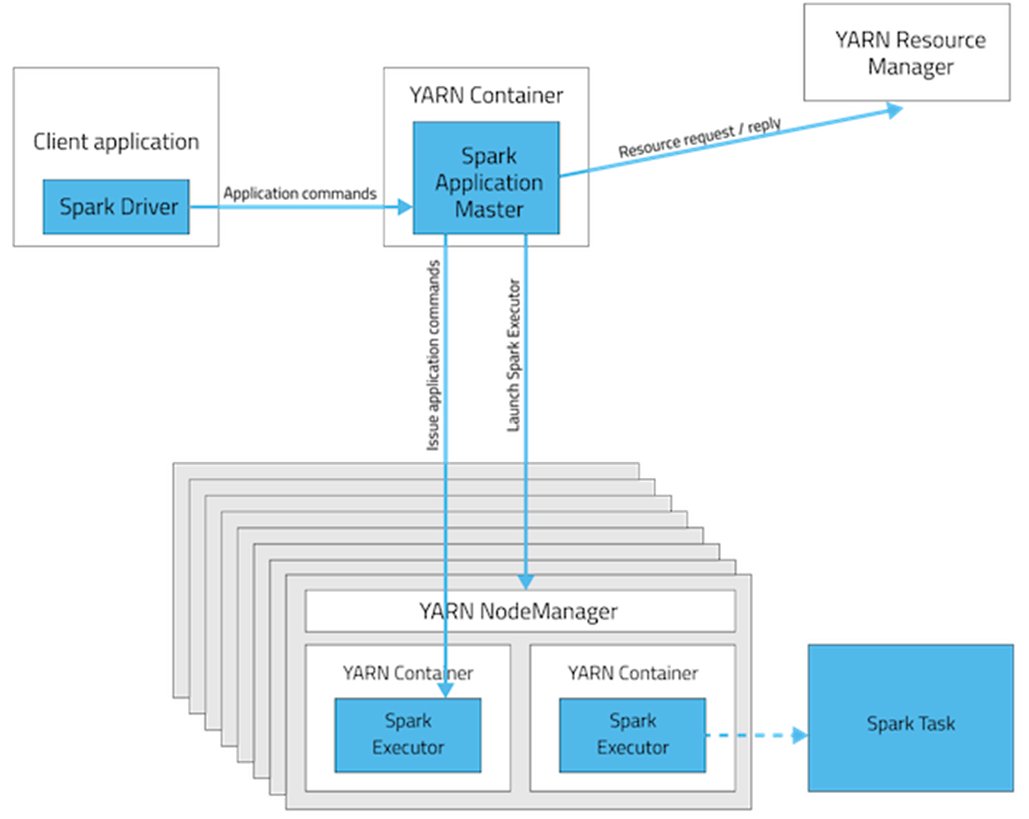 YARN Resource
Manager
YARN Container
Client application
Spark
Application
Master
Spark Driver
Application commands
Resource request / reply
Issue application commands
Launch Spark Executor
YARN NodeManager
YARN Container
YARN Container
Spark
Executor
Spark
Executor
Spark Task